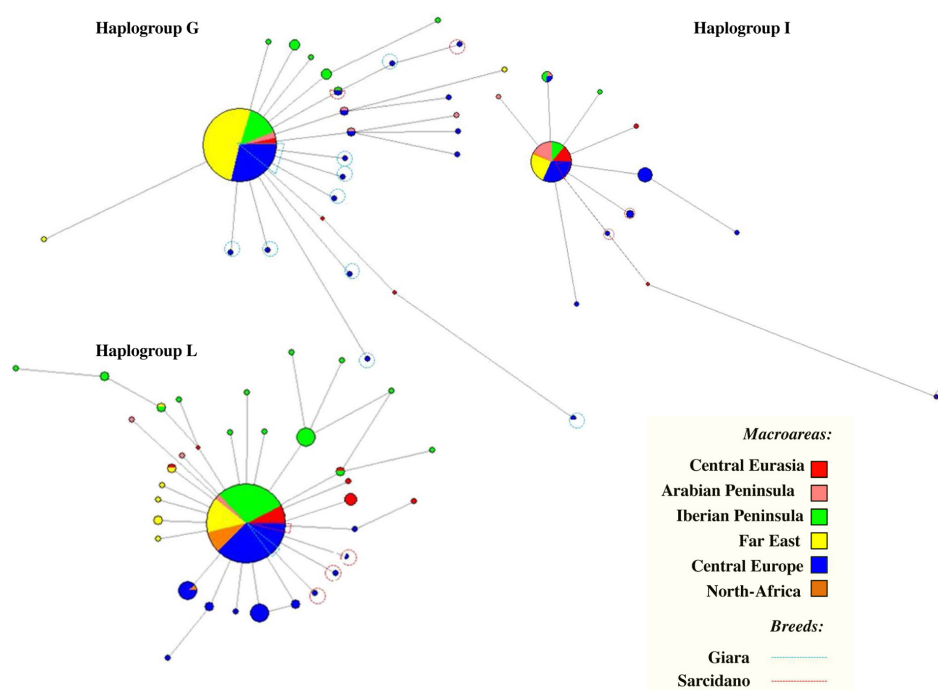 Haplogroup G
Haplogroup I
Haplogroup L
Macroareas:
Central Eurasia
Arabian Peninsula
Iberian Peninsula
Far East
Central Europe
North-Africa
Breeds:
Giara
Sarcidano